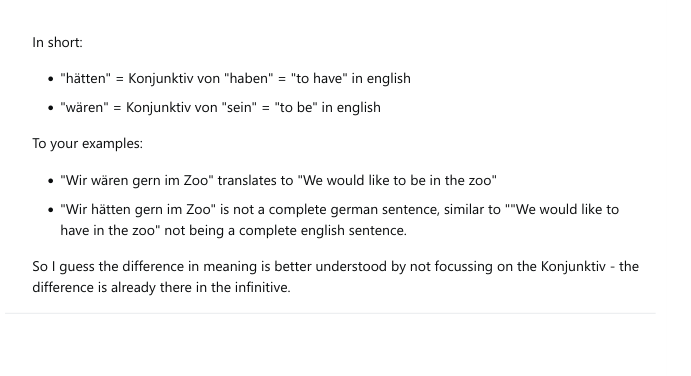 In short:
• "hätten" = Konjunktiv von "haben" = "to have" in english
• "wären" = Konjunktiv von "sein" = "to be" in english
To your examples:
• "Wir wären gern im Zoo" translates to "We would like to be in the zoo"
• "Wir hätten gern im Zoo" is not a complete german sentence, similar to ""We would like to
have in the zoo" not being a complete english sentence.
So I guess the difference in meaning is better understood by not focussing on the Konjunktiv - the
difference is already there in the infinitive.